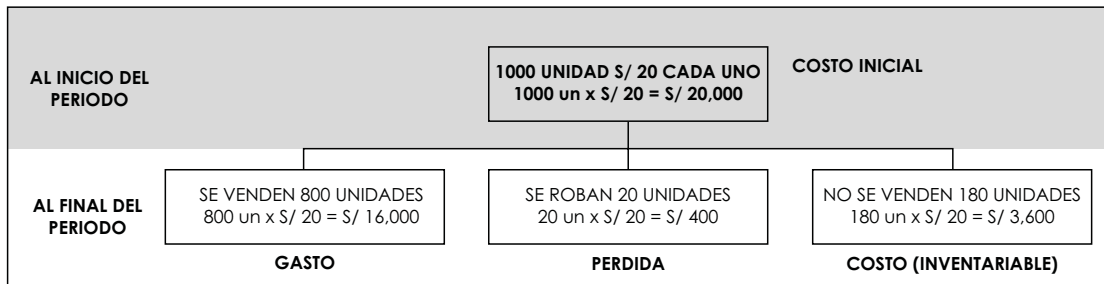 AL INICIO DEL
PERIODO
1000 UNIDAD S/ 20 CADA UNO
1000 un x S/ 20 = S/ 20,000
COSTO INICIAL
AL FINAL DEL
PERIODO
SE VENDEN 800 UNIDADES
800 un x S/ 20 = S/ 16,000
GASTO
SE ROBAN 20 UNIDADES
20 un x S/ 20 = S/ 400
PERDIDA
NO SE VENDEN 180 UNIDADES
180 un x S/ 20 = S/ 3,600
COSTO (INVENTARIABLE)